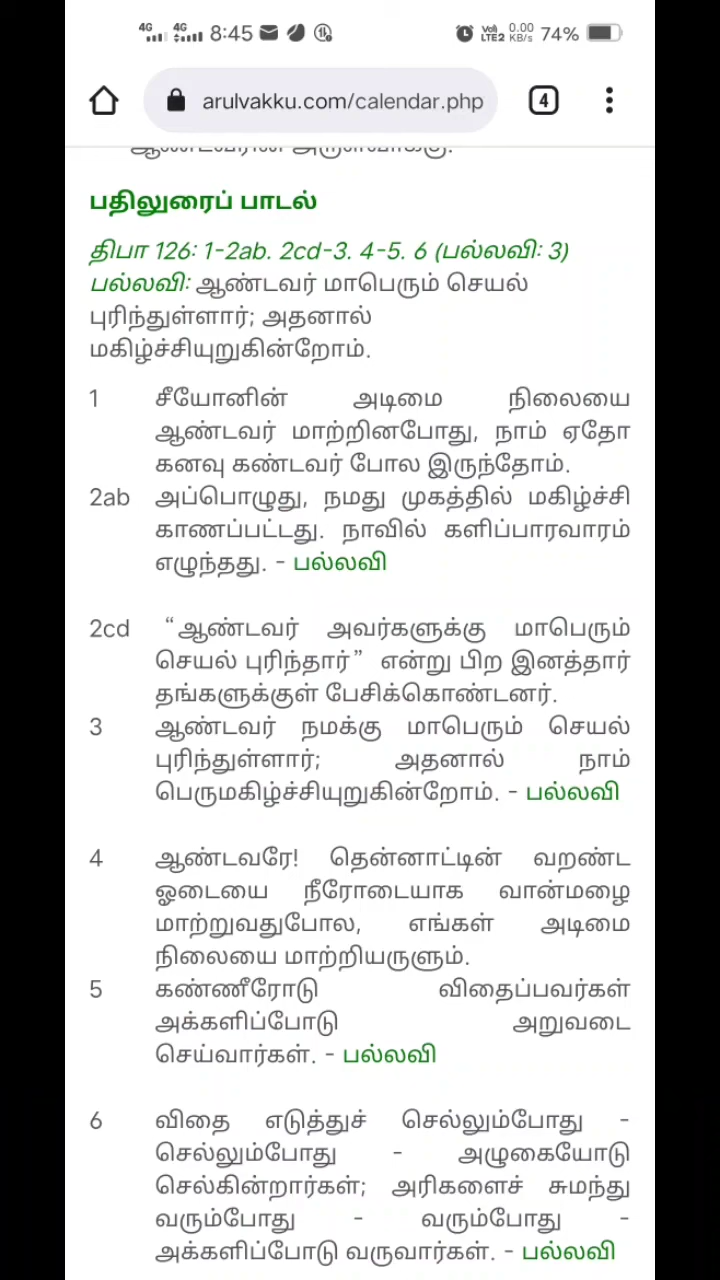 4G 4G 8:45 VoLTE2 0.00 KB/s 74%
arulvakku.com/calendar.php 4
பதிலுரைப் பாடல்
திபா 126: 1-2ab. 2cd-3. 4-5. 6 (பல்லவி: 3)
பல்லவி: ஆண்டவர் மாபெரும் செயல்
புரிந்துள்ளார்; அதனால்
மகிழ்ச்சியுறுகின்றோம்.
1 சீயோனின் அடிமை நிலையை
ஆண்டவர் மாற்றினபோது, நாம் ஏதோ
கனவு கண்டவர் போல இருந்தோம்.
2ab அப்பொழுது, நமது முகத்தில் மகிழ்ச்சி
காணப்பட்டது. நாவில் களிப்பாரவாரம்
எழுந்தது. - பல்லவி
2cd “ஆண்டவர் அவர்களுக்கு மாபெரும்
செயல் புரிந்தார்” என்று பிற இனத்தார்
தங்களுக்குள் பேசிக்கொண்டனர்.
3 ஆண்டவர் நமக்கு மாபெரும் செயல்
புரிந்துள்ளார்; அதனால் நாம்
பெருமகிழ்ச்சியுறுகின்றோம். - பல்லவி
4 ஆண்டவரே! தென்னாட்டின் வறண்ட
ஓடையை நீரோடையாக வான்மழை
மாற்றுவதுபோல, எங்கள் அடிமை
நிலையை மாற்றியருளும்.
5 கண்ணீரோடு விதைப்பவர்கள்
அக்களிப்போடு அறுவடை
செய்வார்கள். - பல்லவி
6 விதை எடுத்துச் செல்லும்போது -
செல்லும்போது - அழுகையோடு
செல்கின்றார்கள்; அரிகளைச் சுமந்து
வரும்போது - வரும்போது -
அக்களிப்போடு வருவார்கள். - பல்லவி